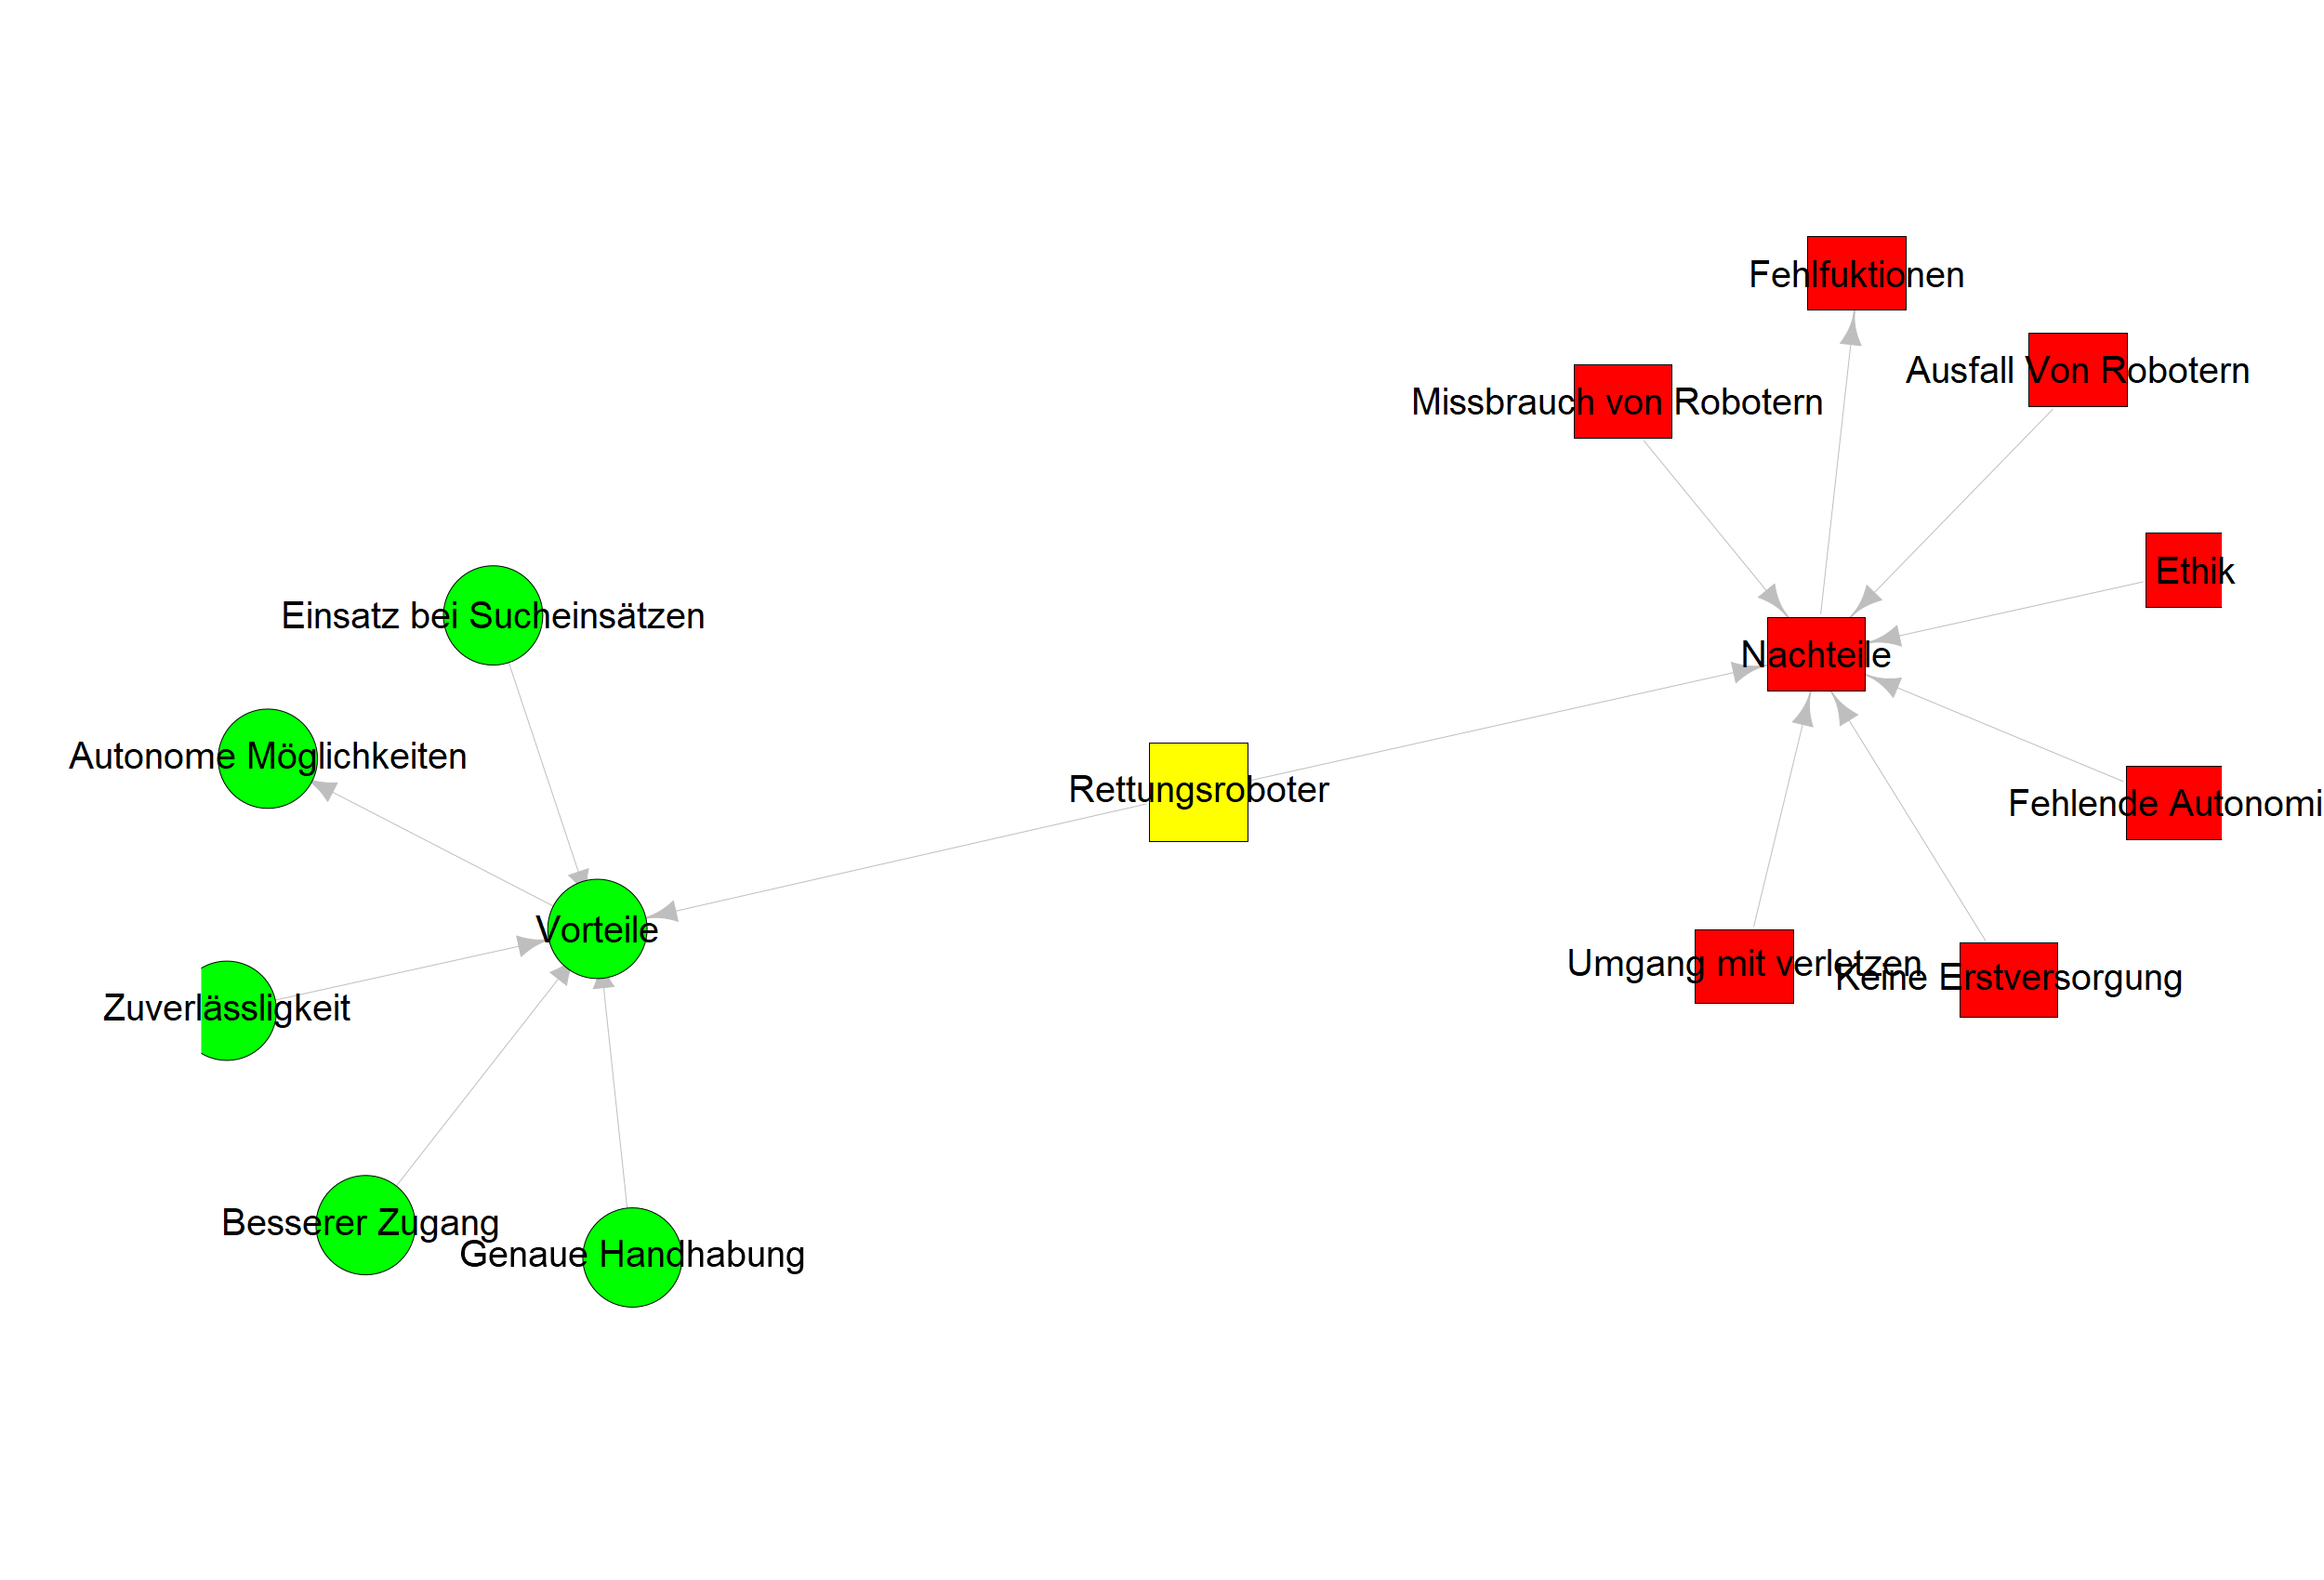 Fehlfuktionen
Ausfall Von Robotern
Missbrauch von Robotern
Ethik
Einsatz bei Sucheinsätzen
Nachteile
Autonome Möglichkeiten
Rettungsroboter
Fehlende Autonomi
Vorteile
Umgang mit verletzen
Keine Erstversorgung
Zuverlässligkeit
Besserer Zugang
Genaue Handhabung